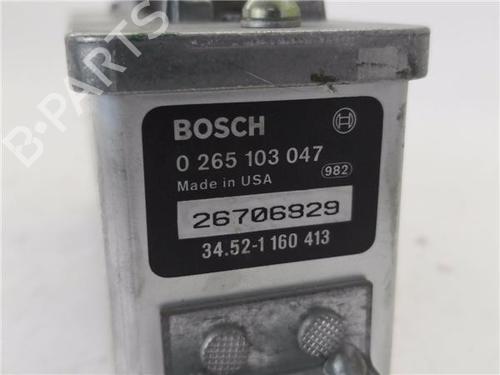 B-PARTS
BOSCH
0 265 103 047
Made in USA 982
26706829
34.52-1 160 413